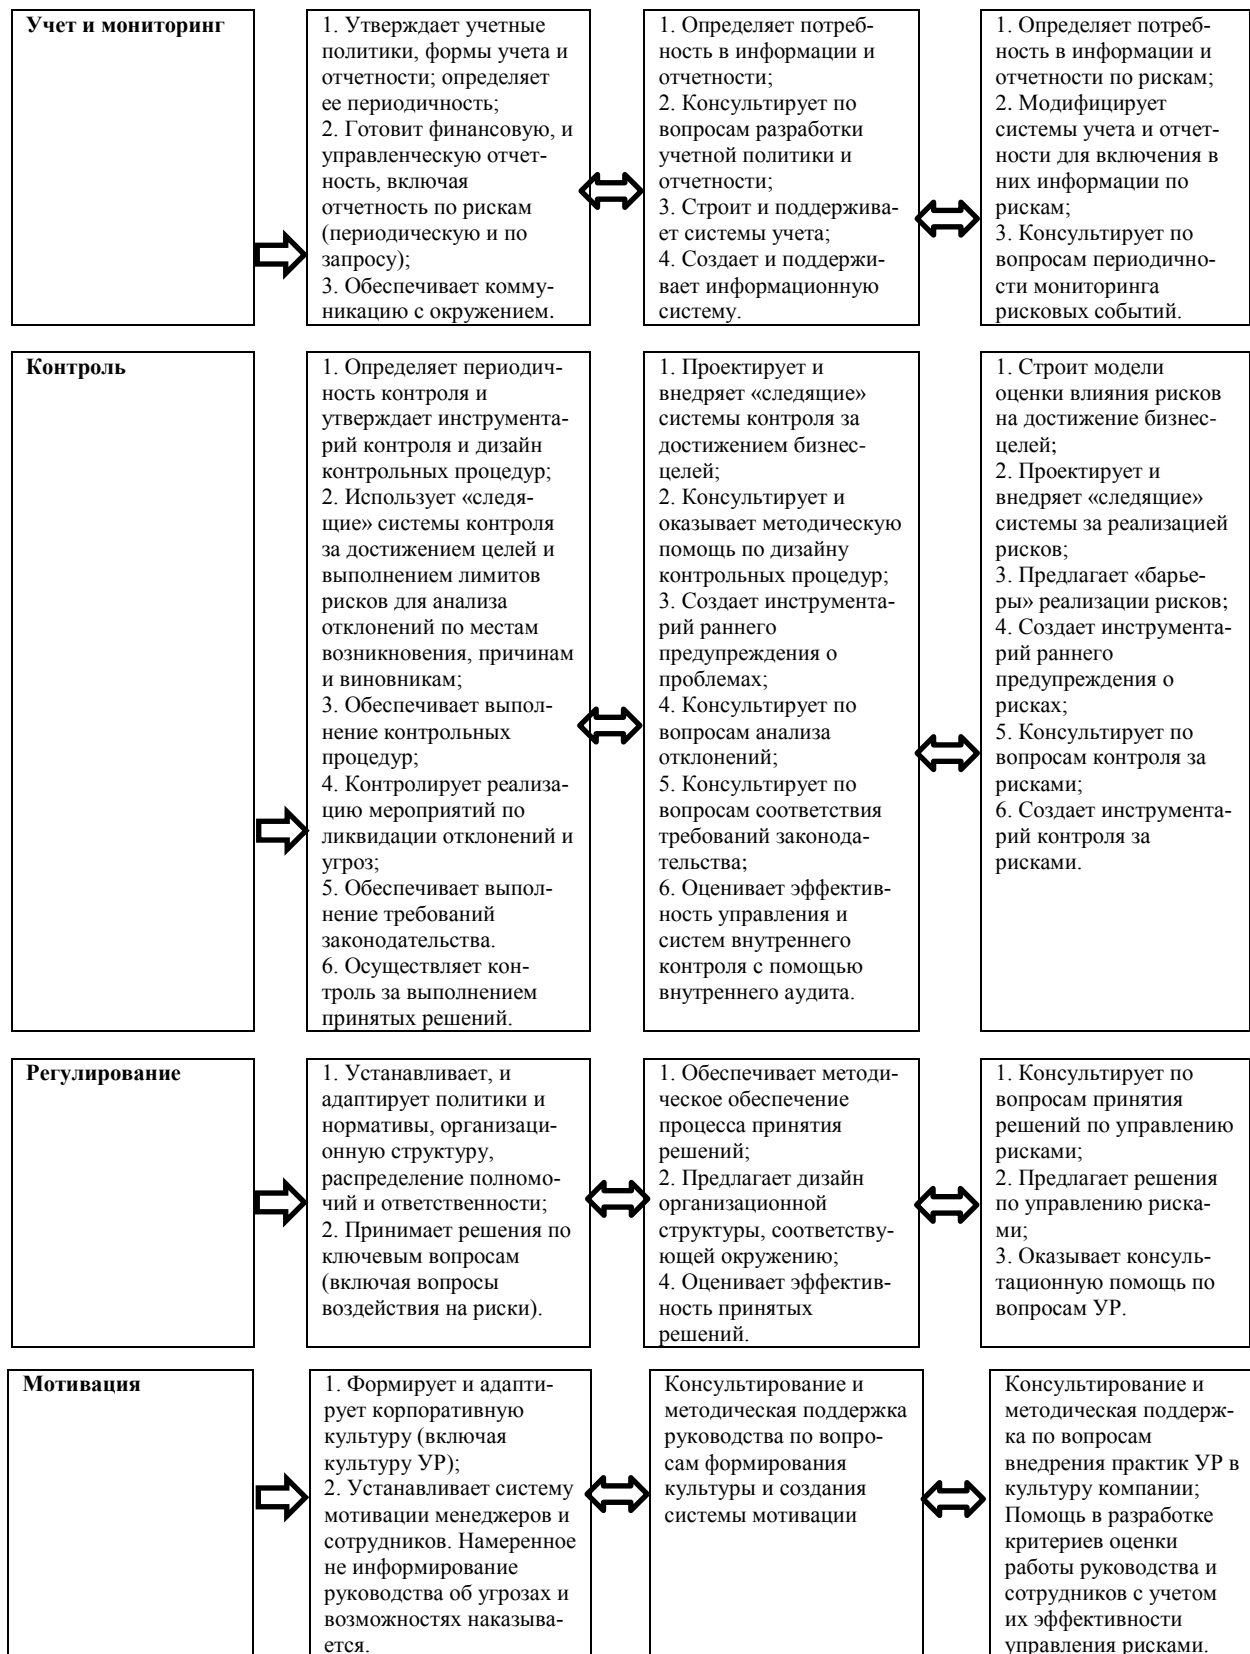 Учет и мониторинг
1. Утверждает учетные
политики, формы учета и
отчетности; определяет
ее периодичность;
2. Готовит финансовую, и
управленческую отчет-
ность, включая
отчетность по рискам
(периодическую и по
запросу);
3. Обеспечивает комму-
никацию с окружением.
1. Определяет потреб-
ность в информации и
отчетности;
2. Консультирует по
вопросам разработки
учетной политики и
отчетности;
3. Строит и поддержива-
ет системы учета;
4. Создает и поддержи-
вает информационную
систему.
1. Определяет потреб-
ность в информации и
отчетности по рискам;
2. Модифицирует
системы учета и отчет-
ности для включения в
них информации по
рискам;
3. Консультирует по
вопросам периодично-
сти мониторинга
рисковых событий.
Контроль
1. Определяет периодич-
ность контроля и
утверждает инструмента-
рий контроля и дизайн
контрольных процедур;
2. Использует «следя-
щие» системы контроля
за достижением целей и
выполнением лимитов
рисков для анализа
отклонений по местам
возникновения, причинам
и виновникам;
3. Обеспечивает выпол-
нение контрольных
процедур;
4. Контролирует реализа-
цию мероприятий по
ликвидации отклонений и
угроз;
5. Обеспечивает выпол-
нение требований
законодательства.
6. Осуществляет кон-
троль за выполнением
принятых решений.
1. Проектирует и
внедряет «следящие»
системы контроля за
достижением бизнес-
целей;
2. Консультирует и
оказывает методическую
помощь по дизайну
контрольных процедур;
3. Создает инструмента-
рий раннего
предупреждения о
проблемах;
4. Консультирует по
вопросам анализа
отклонений;
5. Консультирует по
вопросам соответствия
требований законода-
тельства;
6. Оценивает эффектив-
ность управления и
систем внутреннего
контроля с помощью
внутреннего аудита.
1. Строит модели
оценки влияния рисков
на достижение бизнес-
целей;
2. Проектирует и
внедряет «следящие»
системы за реализацией
рисков;
3. Предлагает «барье-
ры» реализации рисков;
4. Создает инструмента-
рий раннего
предупреждения о
рисках;
5. Консультирует по
вопросам контроля за
рисками;
6. Создает инструмента-
рий контроля за
рисками.
Регулирование
1. Устанавливает, и
адаптирует политики и
нормативы, организаци-
онную структуру,
распределение полномо-
чий и ответственности;
2. Принимает решения по
ключевым вопросам
(включая вопросы
воздействия на риски).
1. Обеспечивает методи-
ческое обеспечение
процесса принятия
решений;
2. Предлагает дизайн
организационной
структуры, соответству-
ющей окружению;
4. Оценивает эффектив-
ность принятых
решений.
1. Консультирует по
вопросам принятия
решений по управлению
рисками;
2. Предлагает решения
по управлению риска-
ми;
3. Оказывает консуль-
тационную помощь по
вопросам УР.
Мотивация
1. Формирует и адапти-
рует корпоративную
культуру (включая
культуру УР);
2. Устанавливает систему
мотивации менеджеров и
сотрудников. Намеренное
не информирование
руководства об угрозах и
возможностях наказыва-
ется.
Консультирование и
методическая поддержка
руководства по вопро-
сам формирования
культуры и создания
системы мотивации
Консультирование и
методическая поддерж-
ка по вопросам
внедрения практик УР в
культуру компании;
Помощь в разработке
критериев оценки
работы руководства и
сотрудников с учетом
их эффективности
управления рисками.